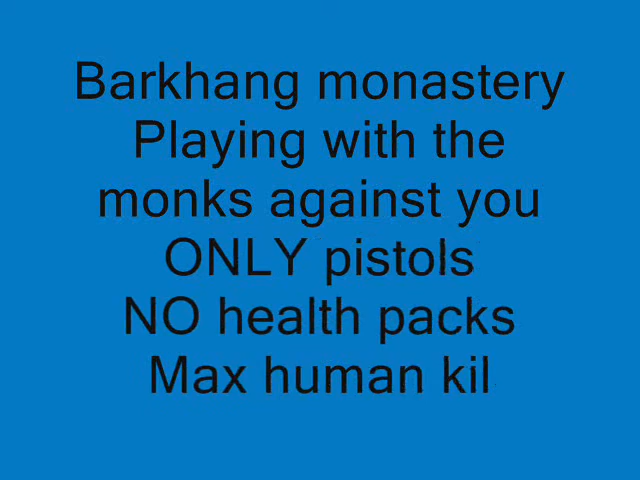 Barkhang monastery
Playing with the
monks against you
ONLY pistols
NO health packs
Max human kil